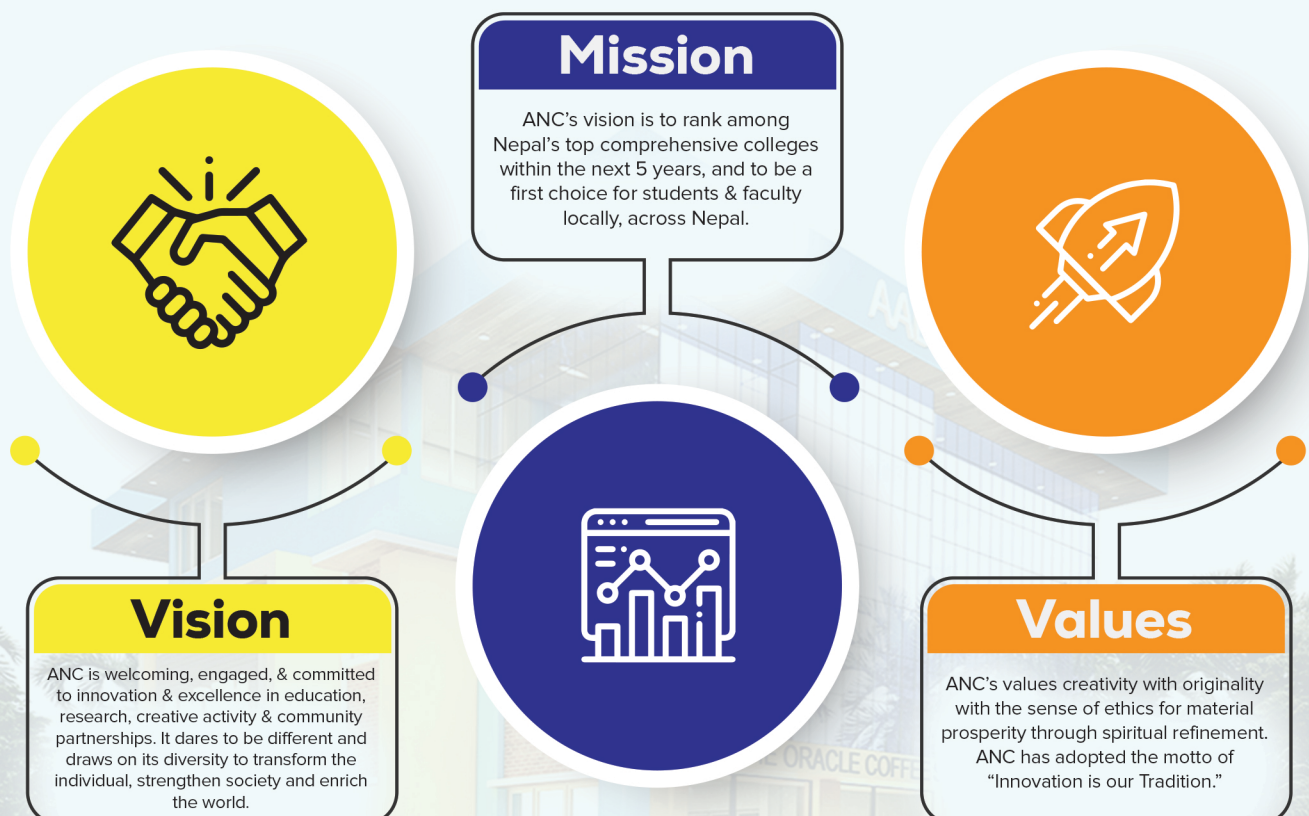 Mission
ANC’s vision is to rank among
Nepal’s top comprehensive colleges
within the next 5 years, and to be a
first choice for students & faculty
locally, across Nepal.
Vision
ANC is welcoming, engaged, & committed
to innovation & excellence in education,
research, creative activity & community
partnerships. It dares to be different and
draws on its diversity to transform the
individual, strengthen society and enrich
the world.
Values
ANC’s values creativity with originality
with the sense of ethics for material
prosperity through spiritual refinement.
ANC has adopted the motto of
“Innovation is our Tradition.”
ORACLE